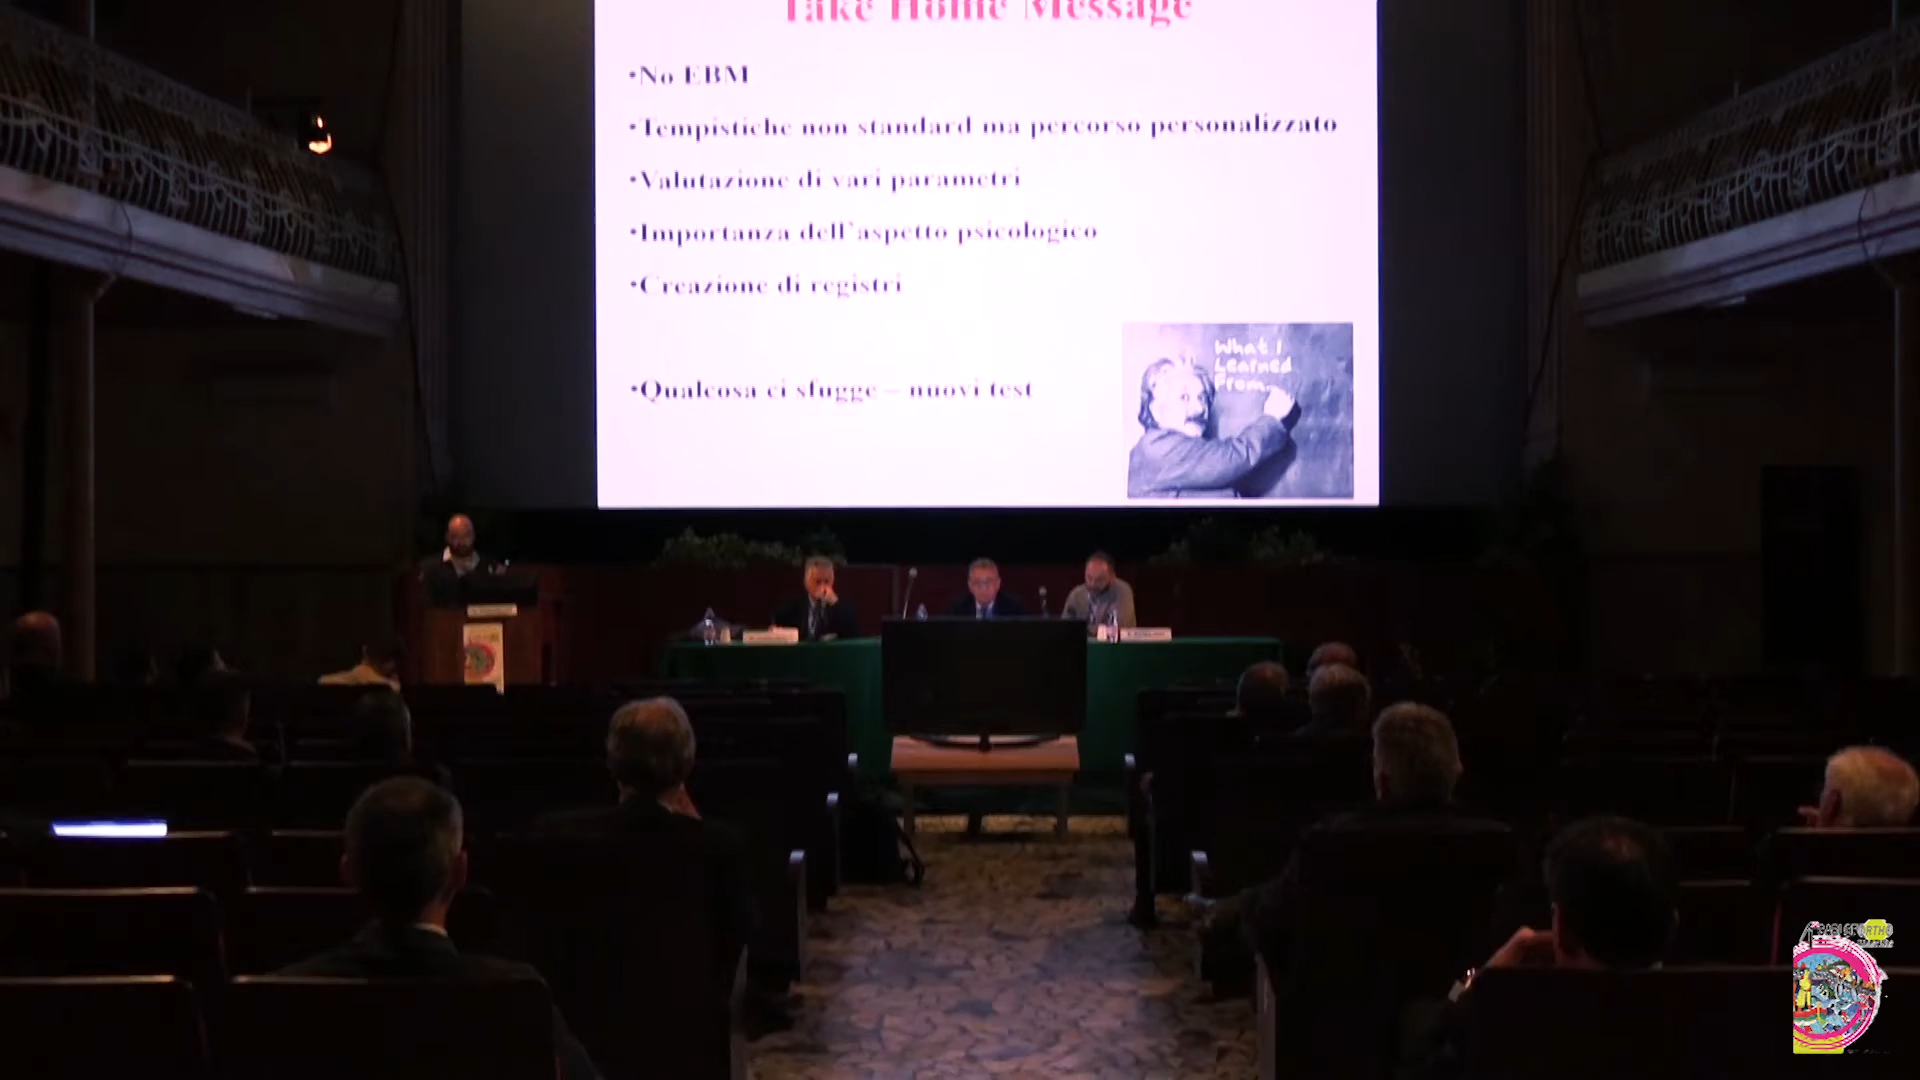 Take Home Message
•No EBM
•Tempistiche non standard ma percorso personalizzato
•Valutazione di vari parametri
•Importanza dell'aspetto psicologico
•Creazione di registri
•Qualcosa ci sfugge – nuovi test
What I
Learned
From...